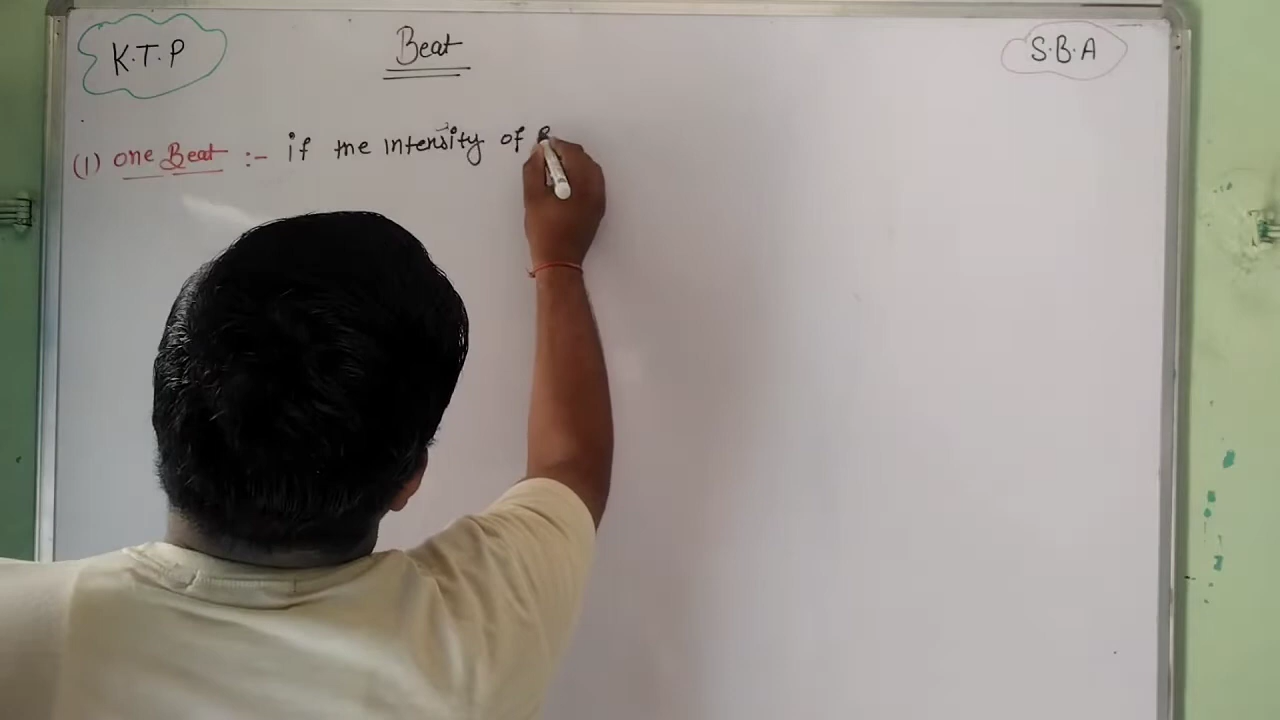 K.T.P
Beat
S.B.A
(1) one Beat :- if the intensity of